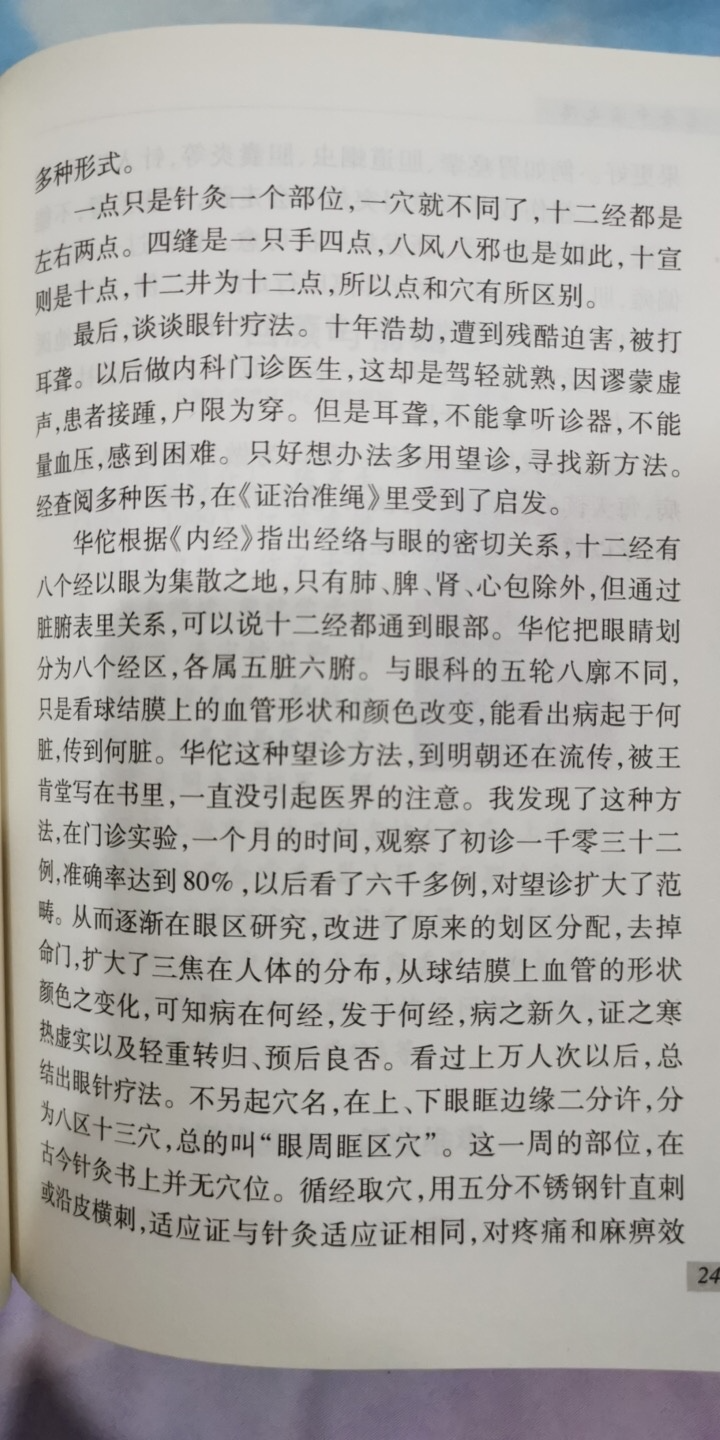 多种形式。
一点只是针灸一个部位，一穴就不同了，十二经都是
左右两点。四缝是一只手四点，八风八邪也是如此，十宣
则是十点，十二井为十二点，所以点和穴有所区别。
最后，谈谈眼针疗法。十年浩劫，遭到残酷迫害，被打
耳聋。以后做内科门诊医生，这却是驾轻就熟，因谬蒙虚
声，患者接踵，户限为穿。但是耳聋，不能拿听诊器，不能
量血压，感到困难。只好想办法多用望诊，寻找新方法。
经查阅多种医书，在《证治准绳》里受到了启发。
华佗根据《内经》指出经络与眼的密切关系，十二经有
八个经以眼为集散之地，只有肺、脾、肾、心包除外，但通过
脏腑表里关系，可以说十二经都通到眼部。华佗把眼睛划
分为八个经区，各属五脏六腑。与眼科的五轮八廓不同，
只是看球结膜上的血管形状和颜色改变，能看出病起于何
脏，传到何脏。华佗这种望诊方法，到明朝还在流传，被王
肯堂写在书里，一直没引起医界的注意。我发现了这种方
法，在门诊实验，一个月的时间，观察了初诊一千零三十二
例，准确率达到80%，以后看了六千多例，对望诊扩大了范
畴。从而逐渐在眼区研究，改进了原来的划区分配，去掉
命门，扩大了三焦在人体的分布，从球结膜上血管的形状
颜色之变化，可知病在何经，发于何经，病之新久，证之寒
热虚实以及轻重转归、预后良否。看过上万人次以后，总
结出眼针疗法。不另起穴名，在上、下眼眶边缘二分许，分
为八区十三穴，总的叫“眼周眶区穴”。这一周的部位，在
古今针灸书上并无穴位。循经取穴，用五分不锈钢针直刺
或沿皮横刺，适应证与针灸适应证相同，对疼痛和麻痹效